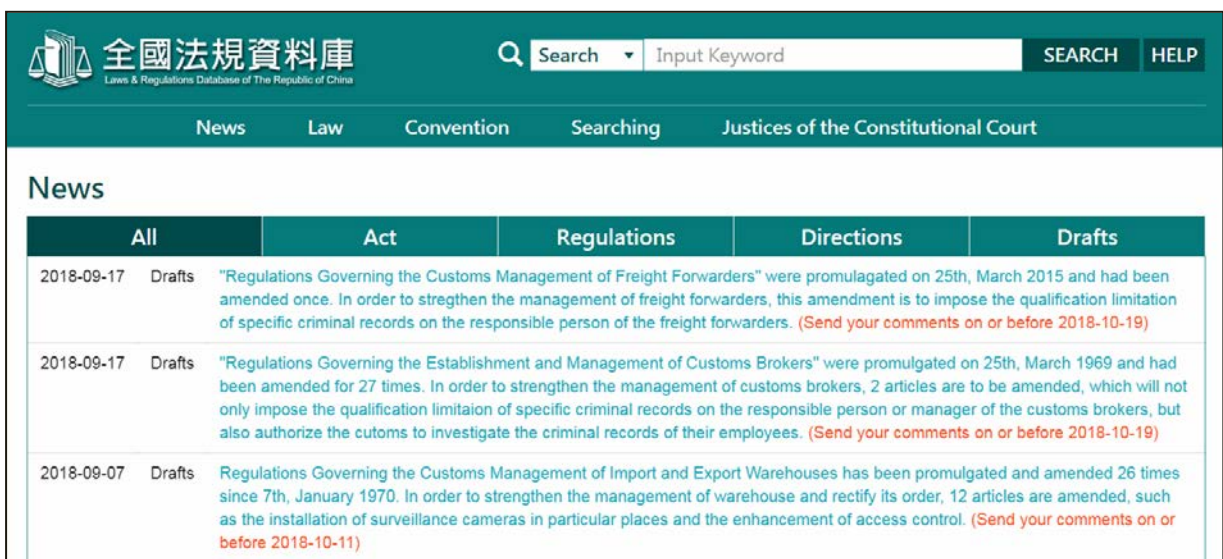 全國法規資料庫
Laws & Regulations Database of The Republic of China
Search Input Keyword SEARCH HELP
News Law Convention Searching Justices of the Constitutional Court
News
All Act Regulations Directions Drafts
2018-09-17 Drafts "Regulations Governing the Customs Management of Freight Forwarders" were promulagated on 25th, March 2015 and had been
amended once. In order to stregthen the management of freight forwarders, this amendment is to impose the qualification limitation
of specific criminal records on the responsible person of the freight forwarders. (Send your comments on or before 2018-10-19)
2018-09-17 Drafts "Regulations Governing the Establishment and Management of Customs Brokers" were promulgated on 25th, March 1969 and had
been amended for 27 times. In order to strengthen the management of customs brokers, 2 articles are to be amended, which will not
only impose the qualification limitaion of specific criminal records on the responsible person or manager of the customs brokers, but
also authorize the cutoms to investigate the criminal records of their employees. (Send your comments on or before 2018-10-19)
2018-09-07 Drafts Regulations Governing the Customs Management of Import and Export Warehouses has been promulgated and amended 26 times
since 7th, January 1970. In order to strengthen the management of warehouse and rectify its order, 12 articles are amended, such
as the installation of surveillance cameras in particular places and the enhancement of access control. (Send your comments on or
before 2018-10-11)